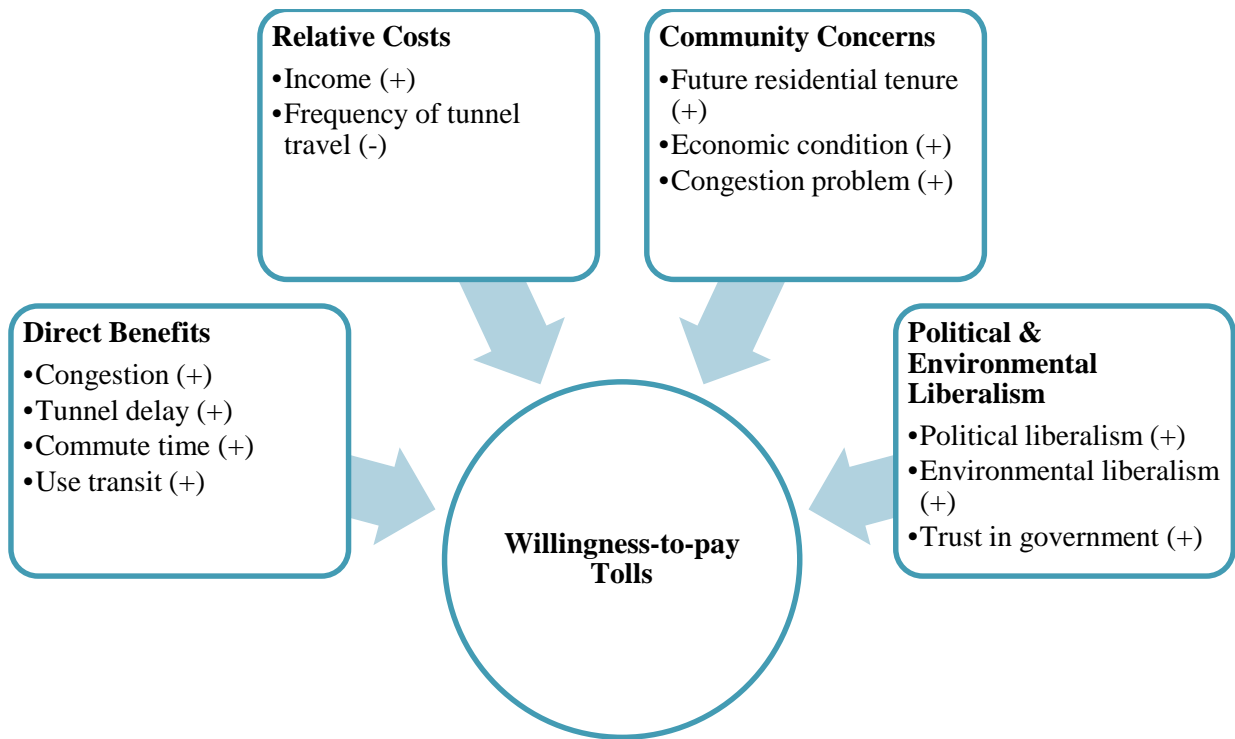 Relative Costs
•Income (+)
•Frequency of tunnel
travel (-)
Community Concerns
•Future residential tenure
(+)
•Economic condition (+)
•Congestion problem (+)
Direct Benefits
•Congestion (+)
•Tunnel delay (+)
•Commute time (+)
•Use transit (+)
Political &
Environmental
Liberalism
•Political liberalism (+)
•Environmental liberalism
(+)
•Trust in government (+)
Willingness-to-pay
Tolls